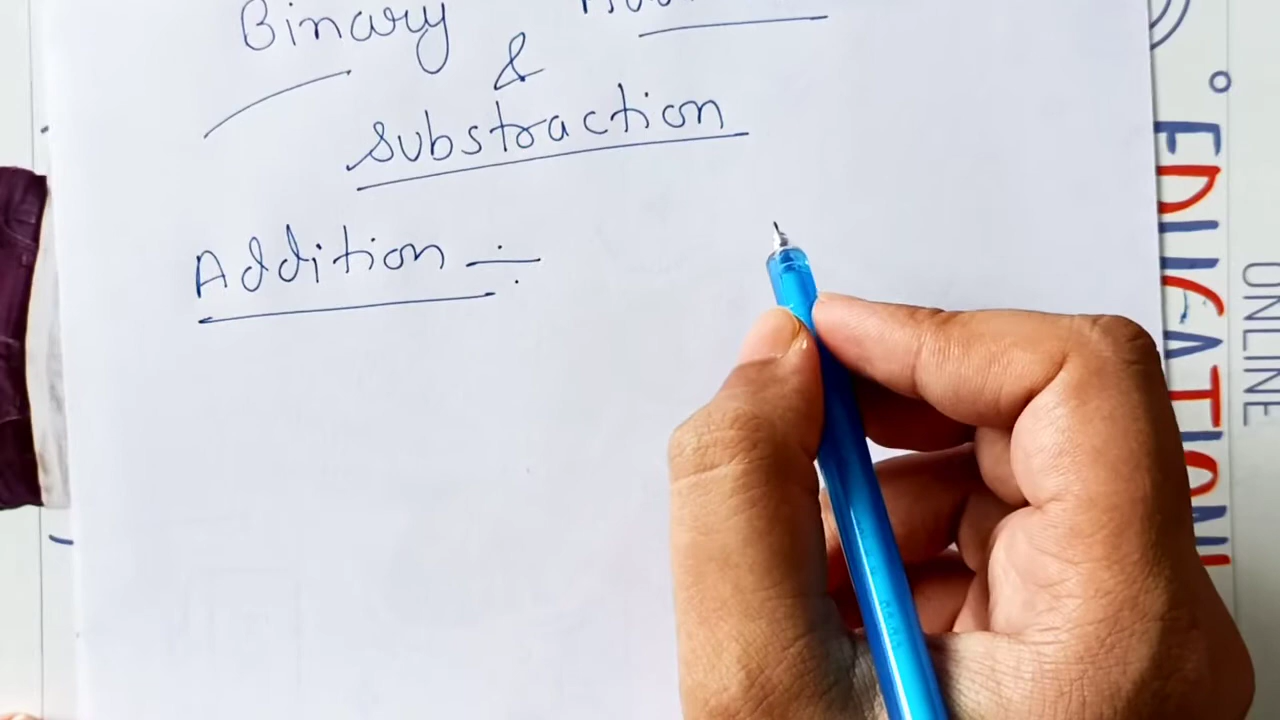 Binary
&
Substraction
Addition :-
EDUCATION
ONLINE